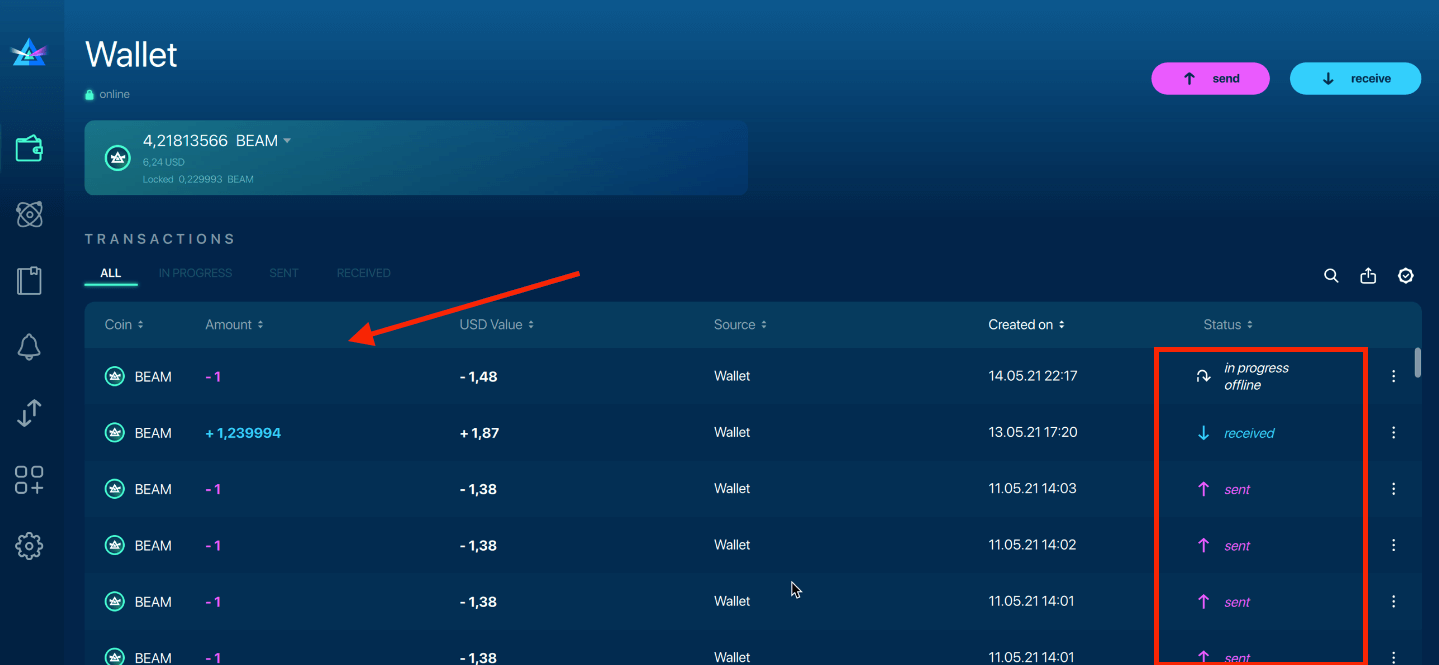 Wallet
online
send
receive
4,21813566 BEAM
6,24 USD
Locked 0,229993 BEAM
TRANSACTIONS
ALL IN PROGRESS SENT RECEIVED
Coin Amount USD Value Source Created on Status
BEAM - 1 - 1,48 Wallet 14.05.21 22:17 in progress
offline
BEAM + 1,239994 + 1,87 Wallet 13.05.21 17:20 received
BEAM - 1 - 1,38 Wallet 11.05.21 14:03 sent
BEAM - 1 - 1,38 Wallet 11.05.21 14:02 sent
BEAM - 1 - 1,38 Wallet 11.05.21 14:01 sent
BEAM - 1 - 1,38 Wallet 11.05.21 14:01 sent